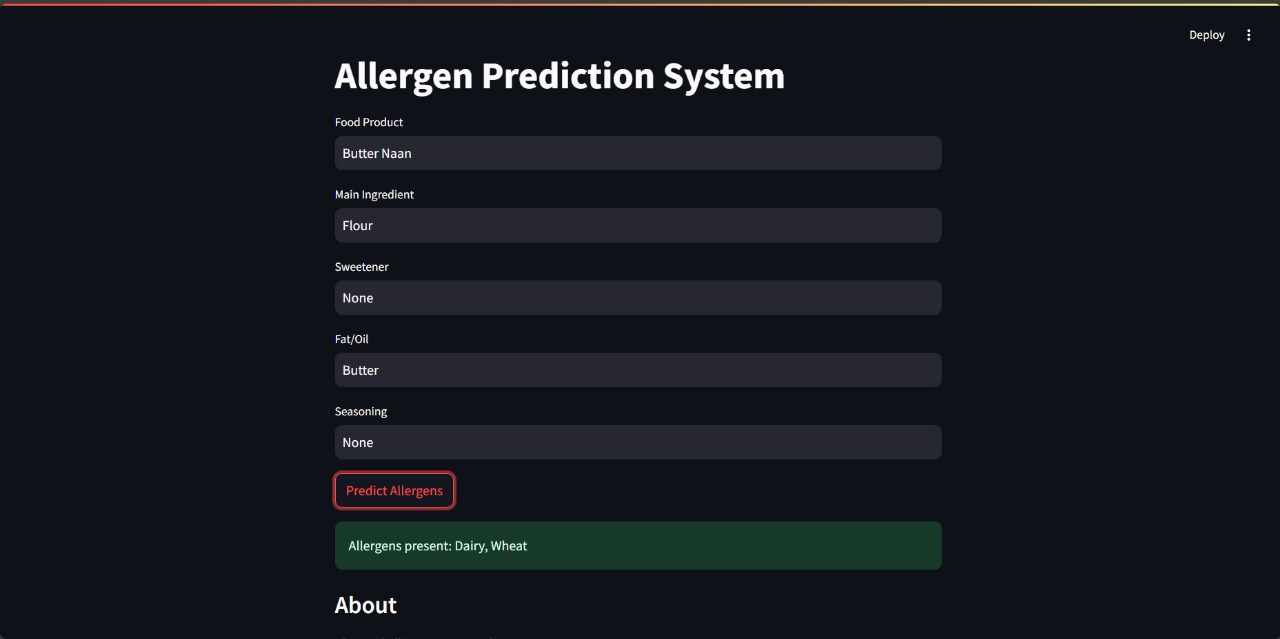 Deploy
Allergen Prediction System
Food Product
Butter Naan
Main Ingredient
Flour
Sweetener
None
Fat/Oil
Butter
Seasoning
None
Predict Allergens
Allergens present: Dairy, Wheat
About